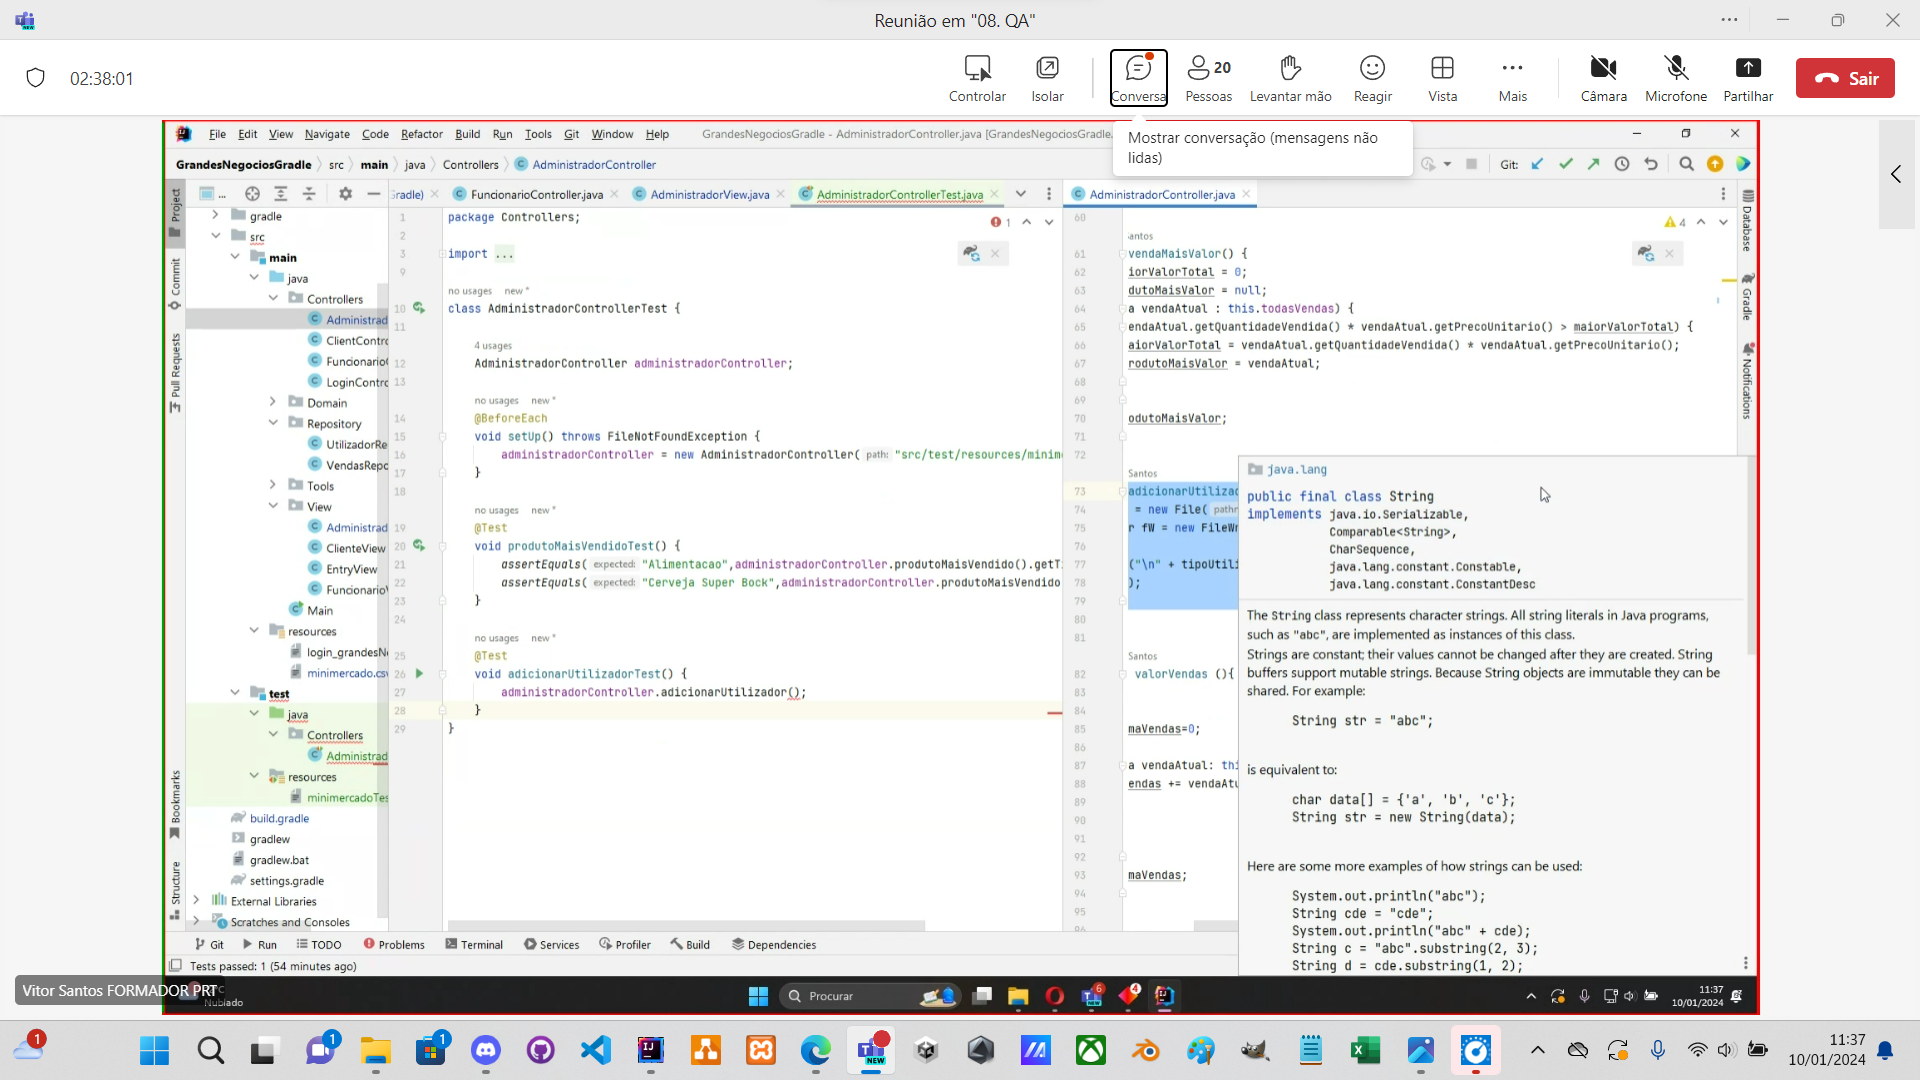 Reunião em "08. QA"
02:38:01
Controlar
Isolar
Conversa
20
Pessoas
Levantar mão
Reagir
Vista
Mais
Câmara
Microfone
Partilhar
Sair
Mostrar conversação (mensagens não
lidas)
File Edit View Navigate Code Refactor Build Run Tools Git Window Help
GrandesNegociosGradle - AdministradorController.java [GrandesNegociosGradle.
GrandesNegociosGradle src main java Controllers AdministradorController
Git:
Project
Commit
Pull Requests
Bookmarks
Structure
gradle
src
main
java
Controllers
Administrad
ClientContro
Funcionario
LoginContro
Domain
Repository
UtilizadorRe
VendasRepo
Tools
View
Administrad
ClienteView
EntryView
Funcionario
Main
resources
login_grandesN
minimercado.cs
test
java
Controllers
Administrad
resources
minimercadoTes
build.gradle
gradlew
gradlew.bat
settings.gradle
External Libraries
Scratches and Consoles
Gradle)
FuncionarioController.java
AdministradorView.java
AdministradorControllerTest.java
1
1 package Controllers;
2
3 import ...
9
no usages new *
10 class AdministradorControllerTest {
11
4 usages
12 AdministradorController administradorController;
13
no usages new *
14 @BeforeEach
15 void setUp() throws FileNotFoundException {
16 administradorController = new AdministradorController( path: "src/test/resources/minim
17 }
18
no usages new *
19 @Test
20 void produtoMaisVendidoTest() {
21 assertEquals( expected: "Alimentacao",administradorController.produtoMaisVendido().getT
22 assertEquals( expected: "Cerveja Super Bock",administradorController.produtoMaisVendido
23 }
24
no usages new *
25 @Test
26 void adicionarUtilizadorTest() {
27 administradorController.adicionarUtilizador();
28 }
29 }
AdministradorController.java
4
60
Santos
61 vendaMaisValor() {
62 iorValorTotal = 0;
63 dutoMaisValor = null;
64 a vendaAtual : this.todasVendas) {
65 endaAtual.getQuantidadeVendida() * vendaAtual.getPrecoUnitario() > maiorValorTotal) {
66 aiorValorTotal = vendaAtual.getQuantidadeVendida() * vendaAtual.getPrecoUnitario();
67 rodutoMaisValor = vendaAtual;
68
69
70 odutoMaisValor;
71
72
Santos
73 adicionarUtilizad
74 = new File( pathn
75 r fW = new FileWr
76
77 ("\n" + tipoUtili
78 );
79
80
81
Santos
82 valorVendas (){
83
84
85 maVendas=0;
86
87 a vendaAtual: thi
88 endas += vendaAtu
89
90
91
92
93 maVendas;
94
95
96
java.lang
public final class String
implements java.io.Serializable,
Comparable<String>,
CharSequence,
java.lang.constant.Constable,
java.lang.constant.ConstantDesc
The String class represents character strings. All string literals in Java programs,
such as "abc", are implemented as instances of this class.
Strings are constant; their values cannot be changed after they are created. String
buffers support mutable strings. Because String objects are immutable they can be
shared. For example:
String str = "abc";
is equivalent to:
char data[] = {'a', 'b', 'c'};
String str = new String(data);
Here are some more examples of how strings can be used:
System.out.println("abc");
String cde = "cde";
System.out.println("abc" + cde);
String c = "abc".substring(2, 3);
String d = cde.substring(1, 2);
Database
Gradle
Notifications
Git Run TODO Problems Terminal Services Profiler Build Dependencies
Tests passed: 1 (54 minutes ago)
Vitor Santos FORMADOR PRT
Nublado
Procurar
6
4
11:37
10/01/2024
1
1
1
NEW
11:37
10/01/2024